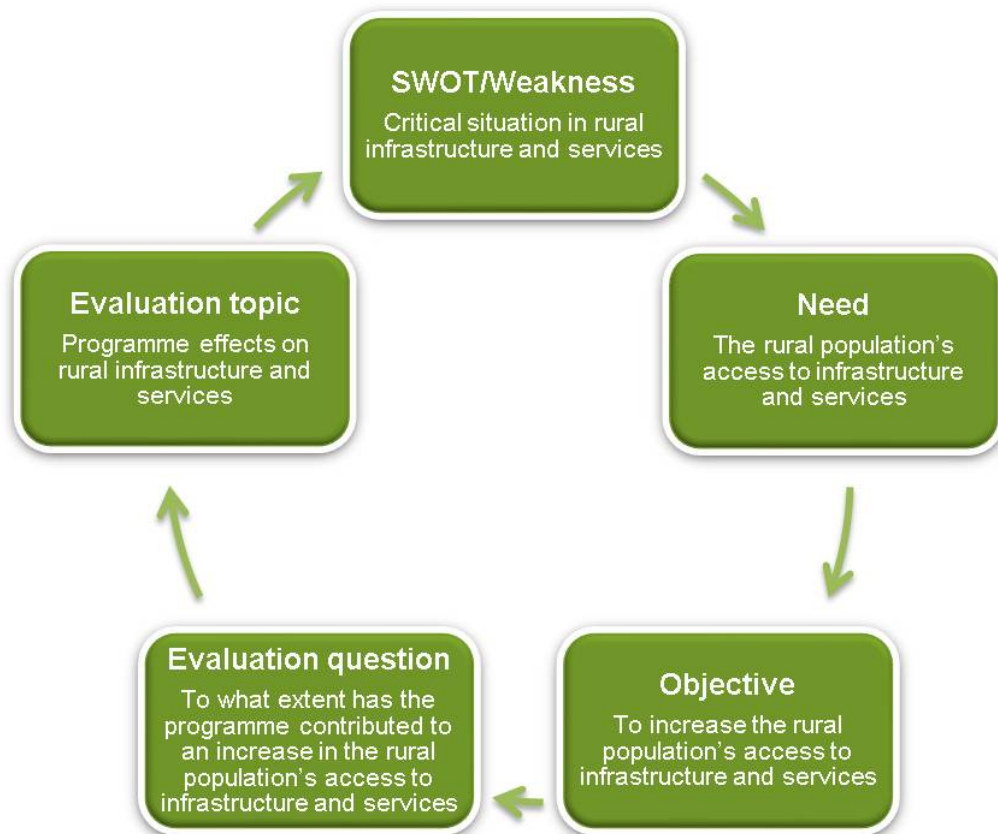 SWOT/Weakness
Critical situation in rural
infrastructure and services
Need
The rural population’s
access to infrastructure
and services
Objective
To increase the rural
population’s access to
infrastructure and services
Evaluation question
To what extent has the
programme contributed to
an increase in the rural
population’s access to
infrastructure and services
Evaluation topic
Programme effects on
rural infrastructure and
services